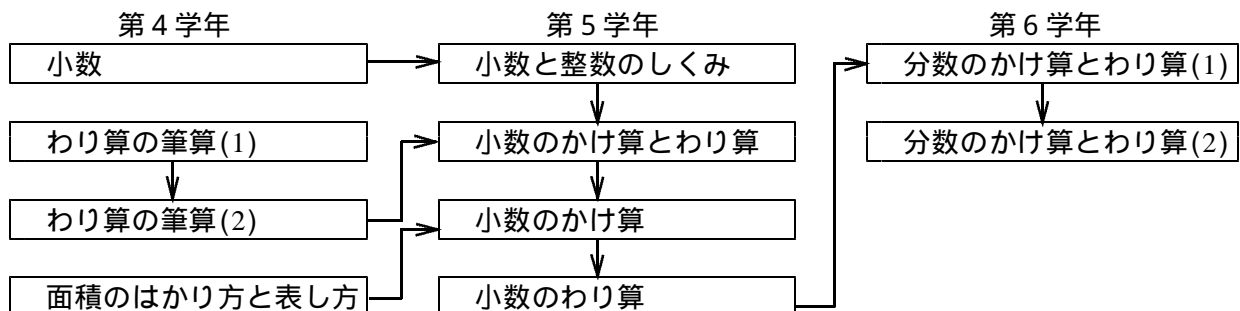 第４学年 第５学年 第６学年
小数 小数と整数のしくみ 分数のかけ算とわり算(1)
わり算の筆算(1) 小数のかけ算とわり算 分数のかけ算とわり算(2)
わり算の筆算(2) 小数のかけ算
面積のはかり方と表し方 小数のわり算